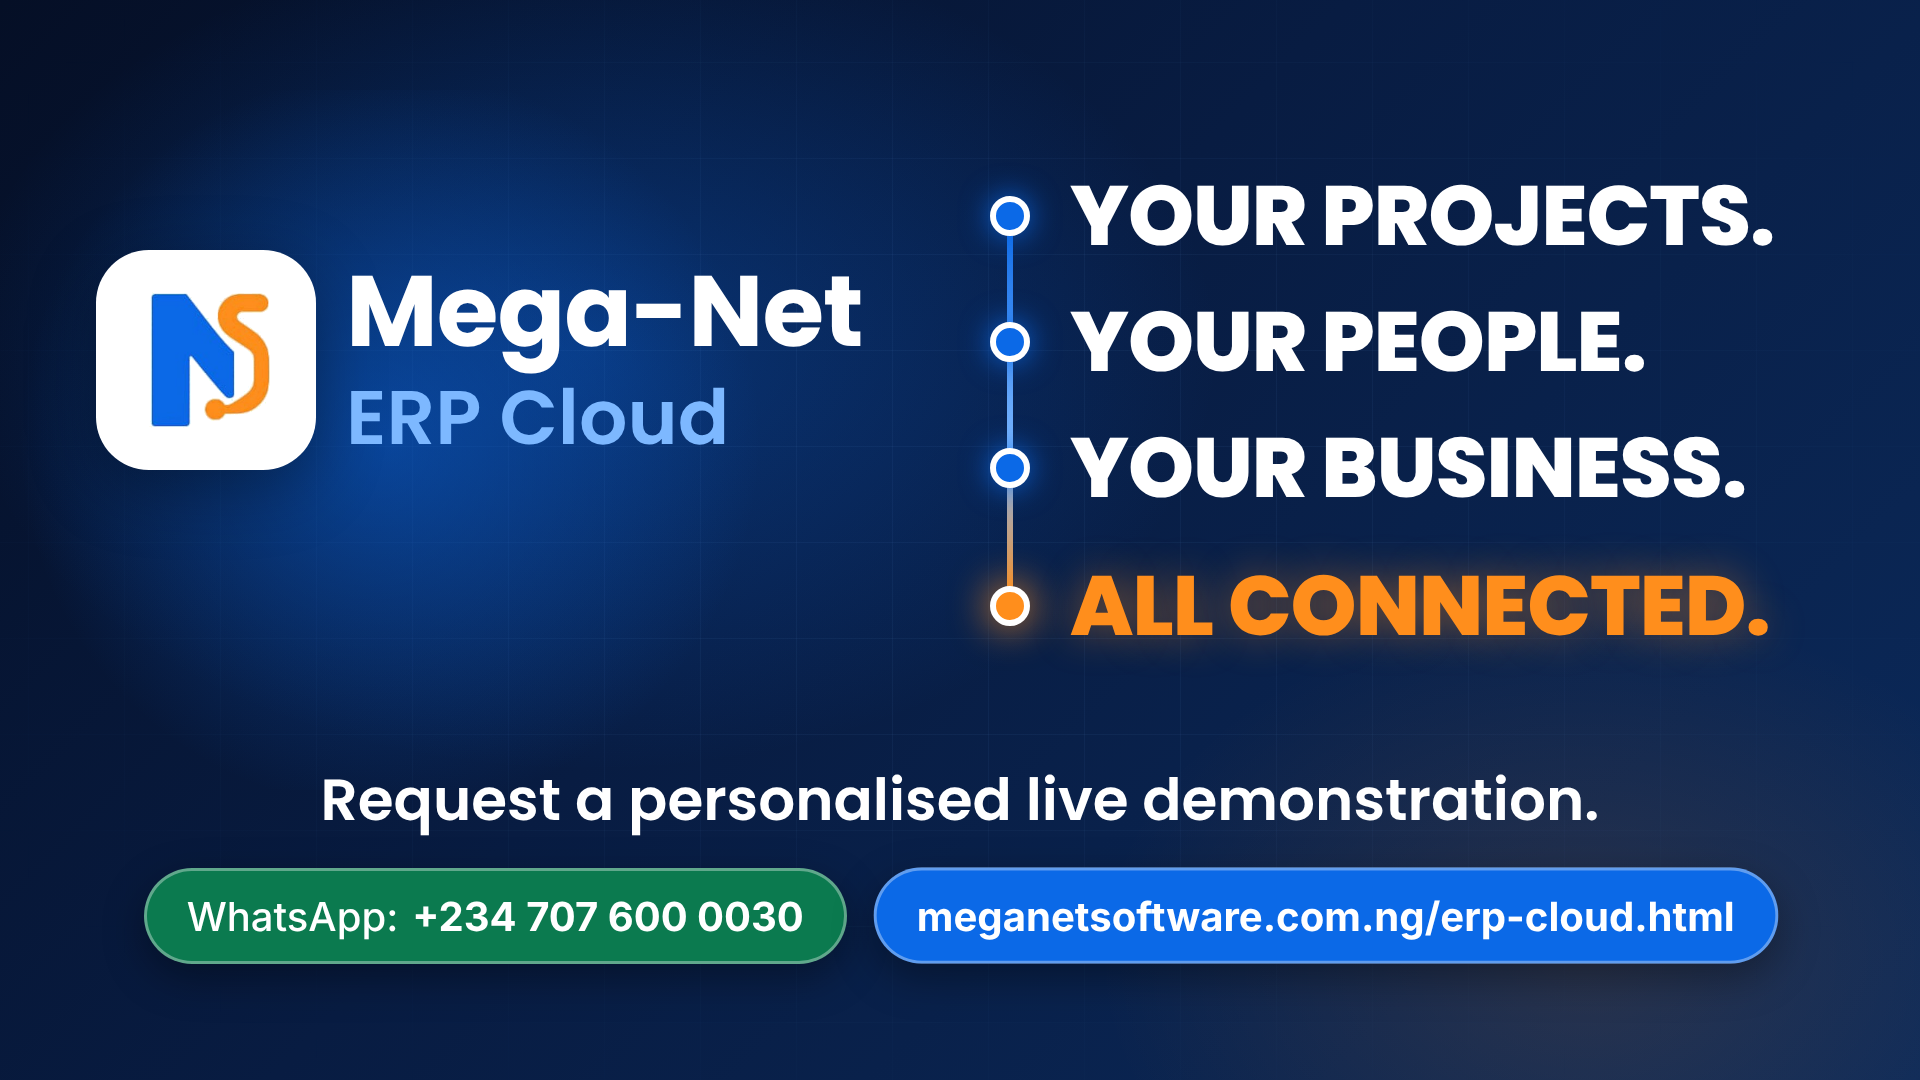 NS
Mega-Net
ERP Cloud
YOUR PROJECTS.
YOUR PEOPLE.
YOUR BUSINESS.
ALL CONNECTED.
Request a personalised live demonstration.
WhatsApp: +234 707 600 0030
meganetsoftware.com.ng/erp-cloud.html